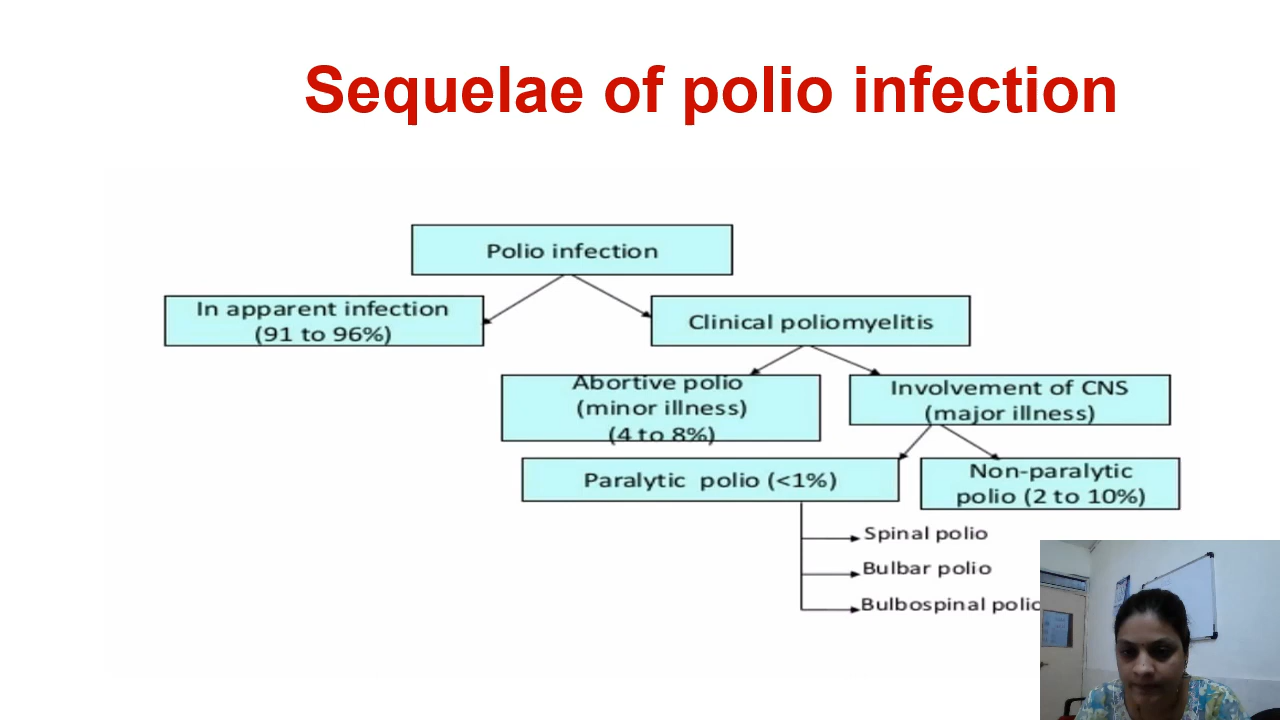 Sequelae of polio infection
Polio infection
In apparent infection
(91 to 96%)
Clinical poliomyelitis
Abortive polio
(minor illness)
(4 to 8%)
Involvement of CNS
(major illness)
Paralytic  polio (<1%)
Non-paralytic
polio (2 to 10%)
Spinal polio
Bulbar polio
Bulbospinal polio